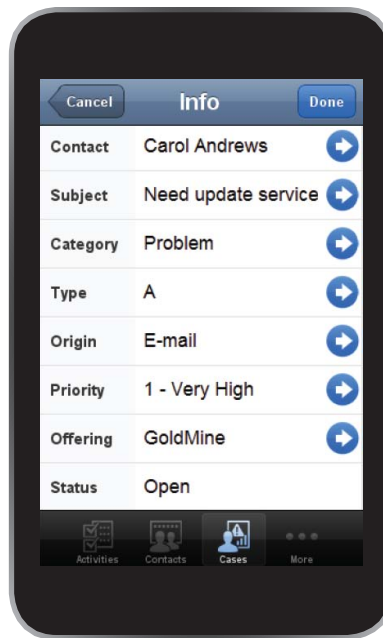 Cancel Info Done
Contact Carol Andrews
Subject Need update service
Category Problem
Type A
Origin E-mail
Priority 1 - Very High
Offering GoldMine
Status Open
Activities Contacts Cases More